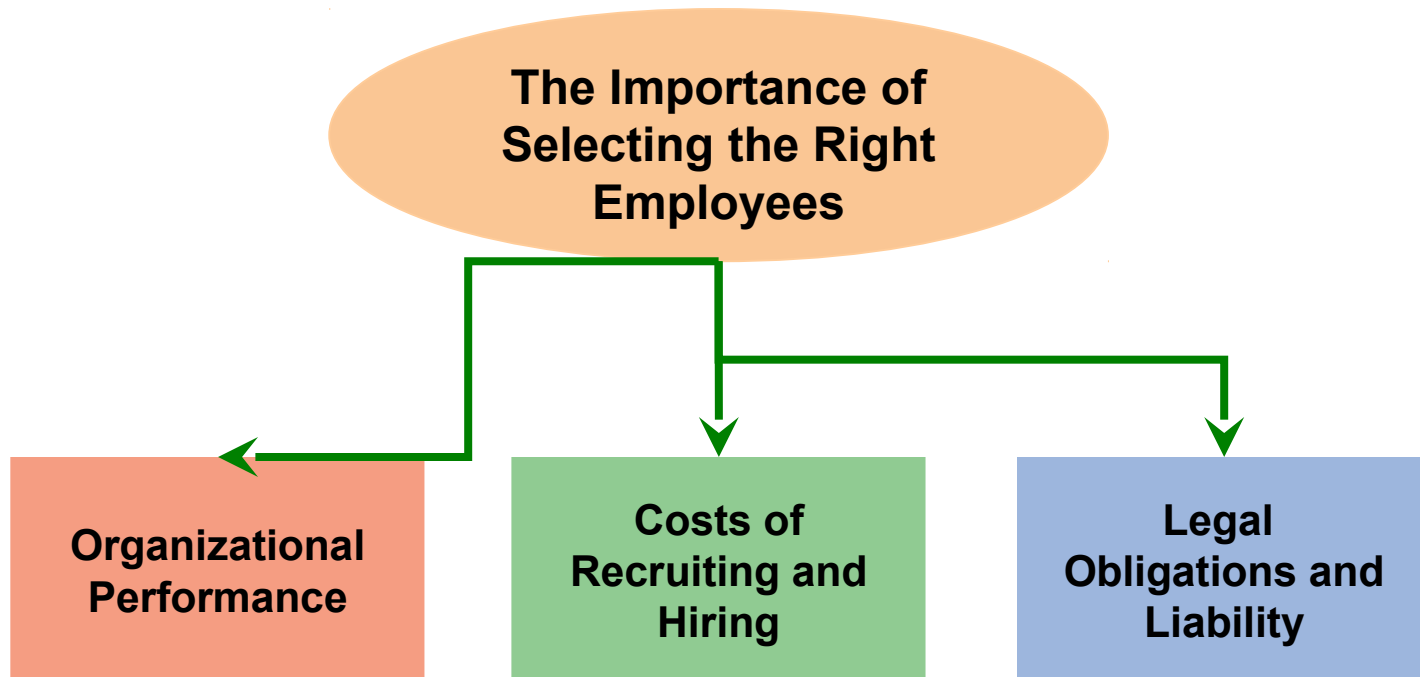 The Importance of
Selecting the Right
Employees
Organizational
Performance
Costs of
Recruiting and
Hiring
Legal
Obligations and
Liability